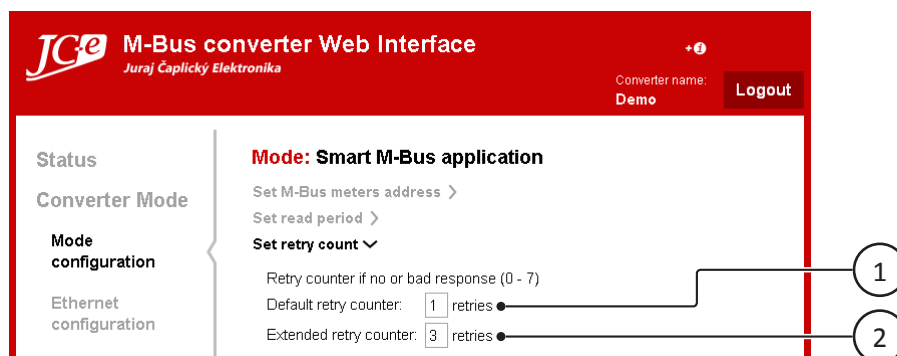 JC-e M-Bus converter Web Interface
Juraj Čaplický Elektronika
+i
Converter name:
Demo
Logout
Status
Converter Mode
Mode
configuration
Ethernet
configuration
Mode: Smart M-Bus application
Set M-Bus meters address >
Set read period >
Set retry count
Retry counter if no or bad response (0 - 7)
Default retry counter: 1 retries
Extended retry counter: 3 retries
1
2